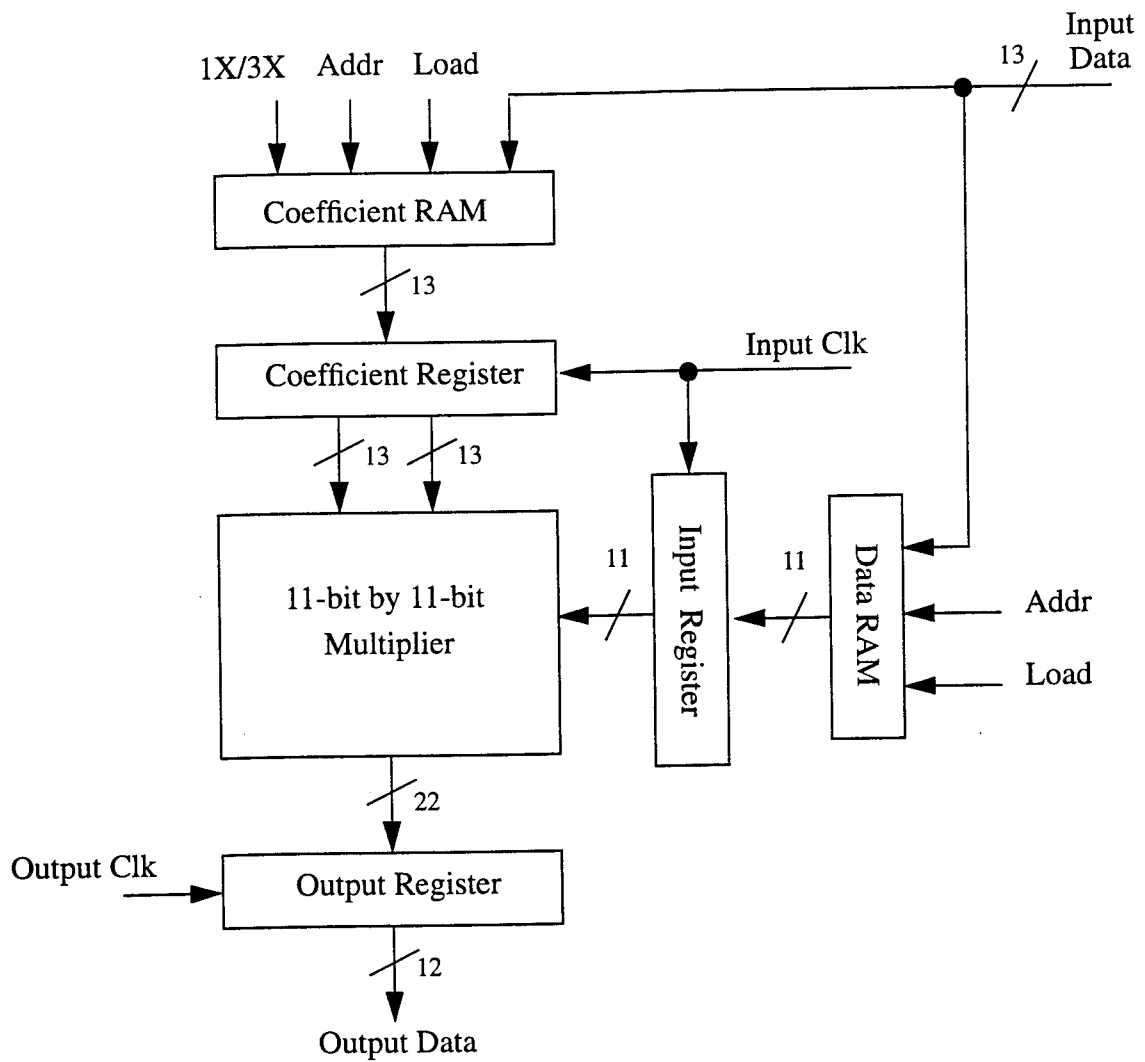 Input
Data
13
1X/3X Addr Load
Coefficient RAM
13
Input Clk
Coefficient Register
13 13
11-bit by 11-bit
Multiplier
11
Input Register
11
Data RAM
Addr
Load
22
Output Clk
Output Register
12
Output Data